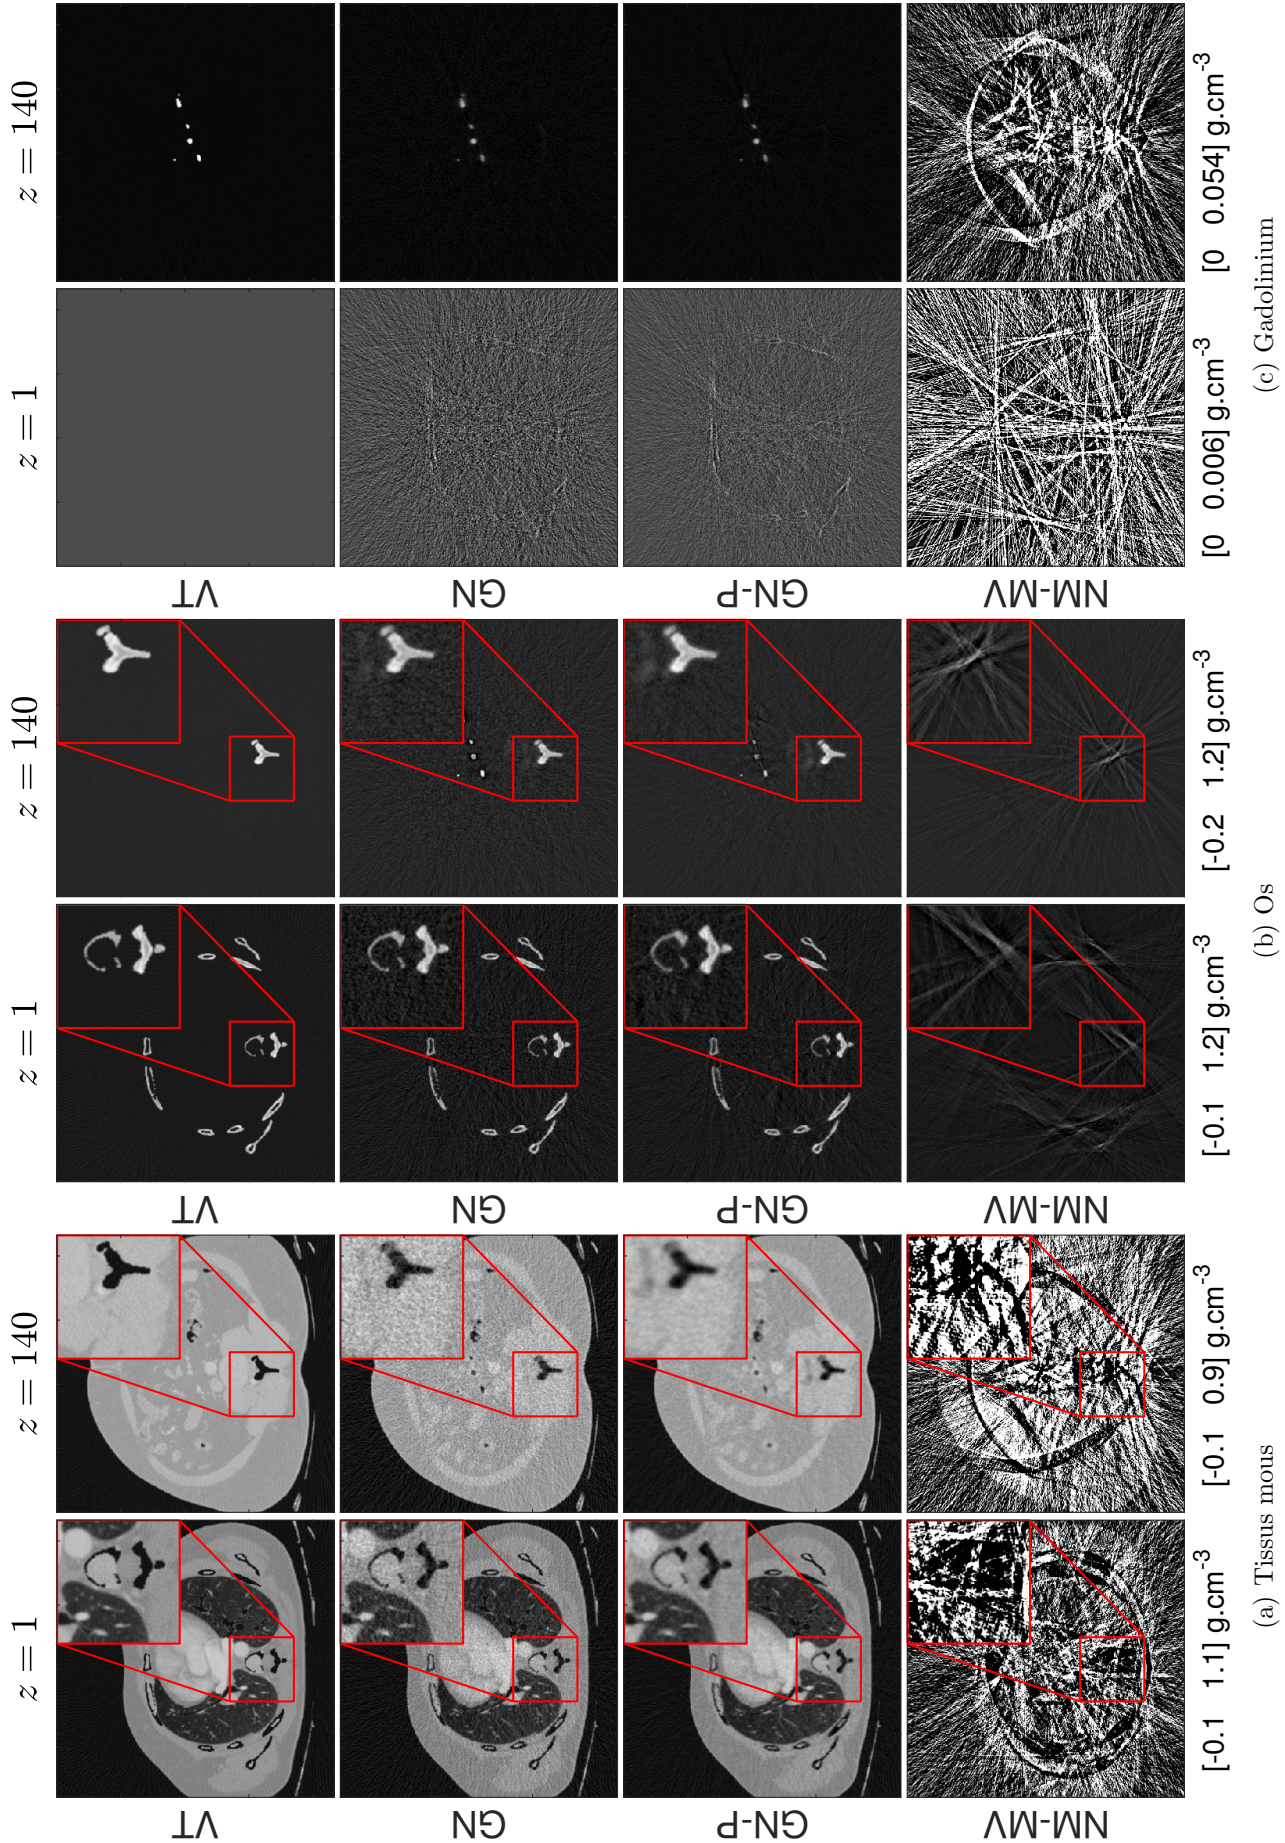 z = 1
z = 140
VT
GN
GN-P
NM-MV
[-0.1 1.1] g.cm-3
[-0.1 0.9] g.cm-3
(a) Tissus mous
z = 1
z = 140
VT
GN
GN-P
NM-MV
[-0.1 1.2] g.cm-3
[-0.2 1.2] g.cm-3
(b) Os
z = 1
z = 140
VT
GN
GN-P
NM-MV
[0 0.006] g.cm-3
[0 0.054] g.cm-3
(c) Gadolinium